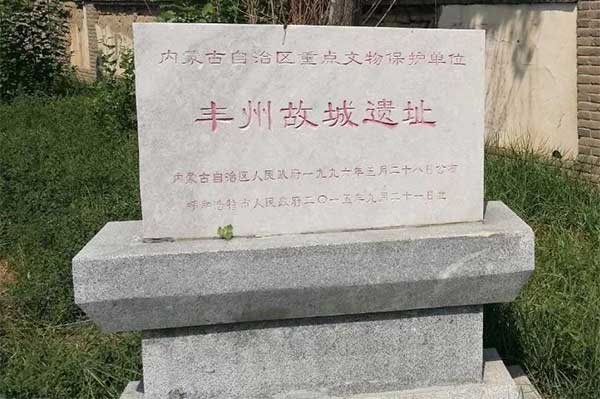 内蒙古自治区重点文物保护单位
丰州故城遗址
内蒙古自治区人民政府一九九六年五月二十八日公布
呼和浩特市人民政府二〇一五年九月二十一日立